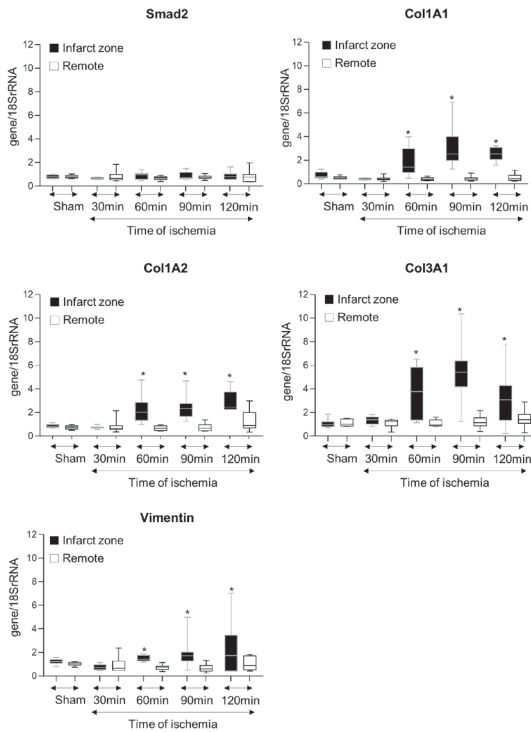 Smad2
12
10
8
6
4
2
0
gene/18SrRNA
Infarct zone
Remote
Sham
30min
60min
90min
120min
Time of ischemia
Col1A1
12
10
8
6
4
2
0
gene/18SrRNA
Infarct zone
Remote
*
*
*
Sham
30min
60min
90min
120min
Time of ischemia
Col1A2
12
10
8
6
4
2
0
gene/18SrRNA
Infarct zone
Remote
*
*
*
Sham
30min
60min
90min
120min
Time of ischemia
Col3A1
12
10
8
6
4
2
0
gene/18SrRNA
Infarct zone
Remote
*
*
*
Sham
30min
60min
90min
120min
Time of ischemia
Vimentin
12
10
8
6
4
2
0
gene/18SrRNA
Infarct zone
Remote
*
*
*
Sham
30min
60min
90min
120min
Time of ischemia